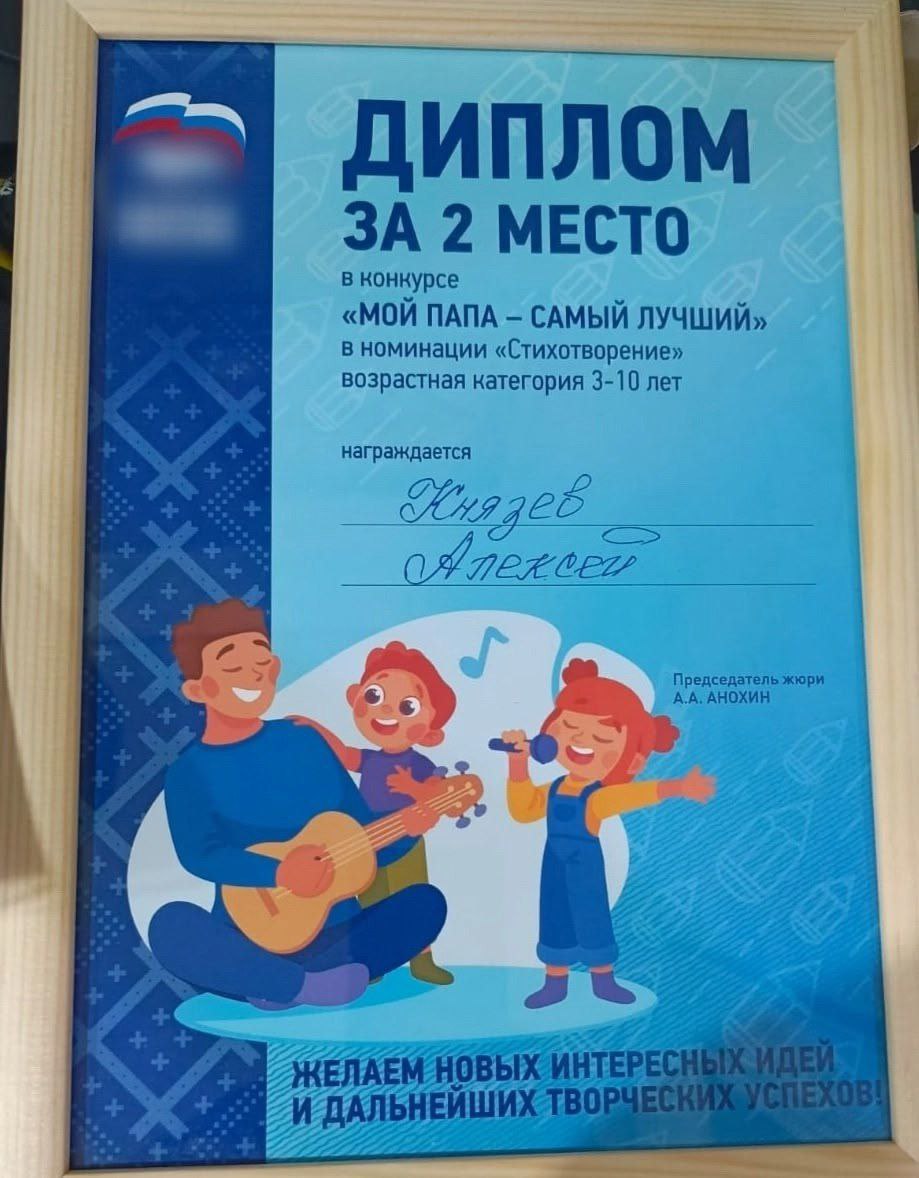 ДИПЛОМ
ЗА 2 МЕСТО
в конкурсе
«МОЙ ПАПА – САМЫЙ ЛУЧШИЙ»
в номинации «Стихотворение»
возрастная категория 3-10 лет
награждается
Князев
Алексей
Председатель жюри
А.А. АНОХИН
ЖЕЛАЕМ НОВЫХ ИНТЕРЕСНЫХ ИДЕЙ
И ДАЛЬНЕЙШИХ ТВОРЧЕСКИХ УСПЕХОВ!